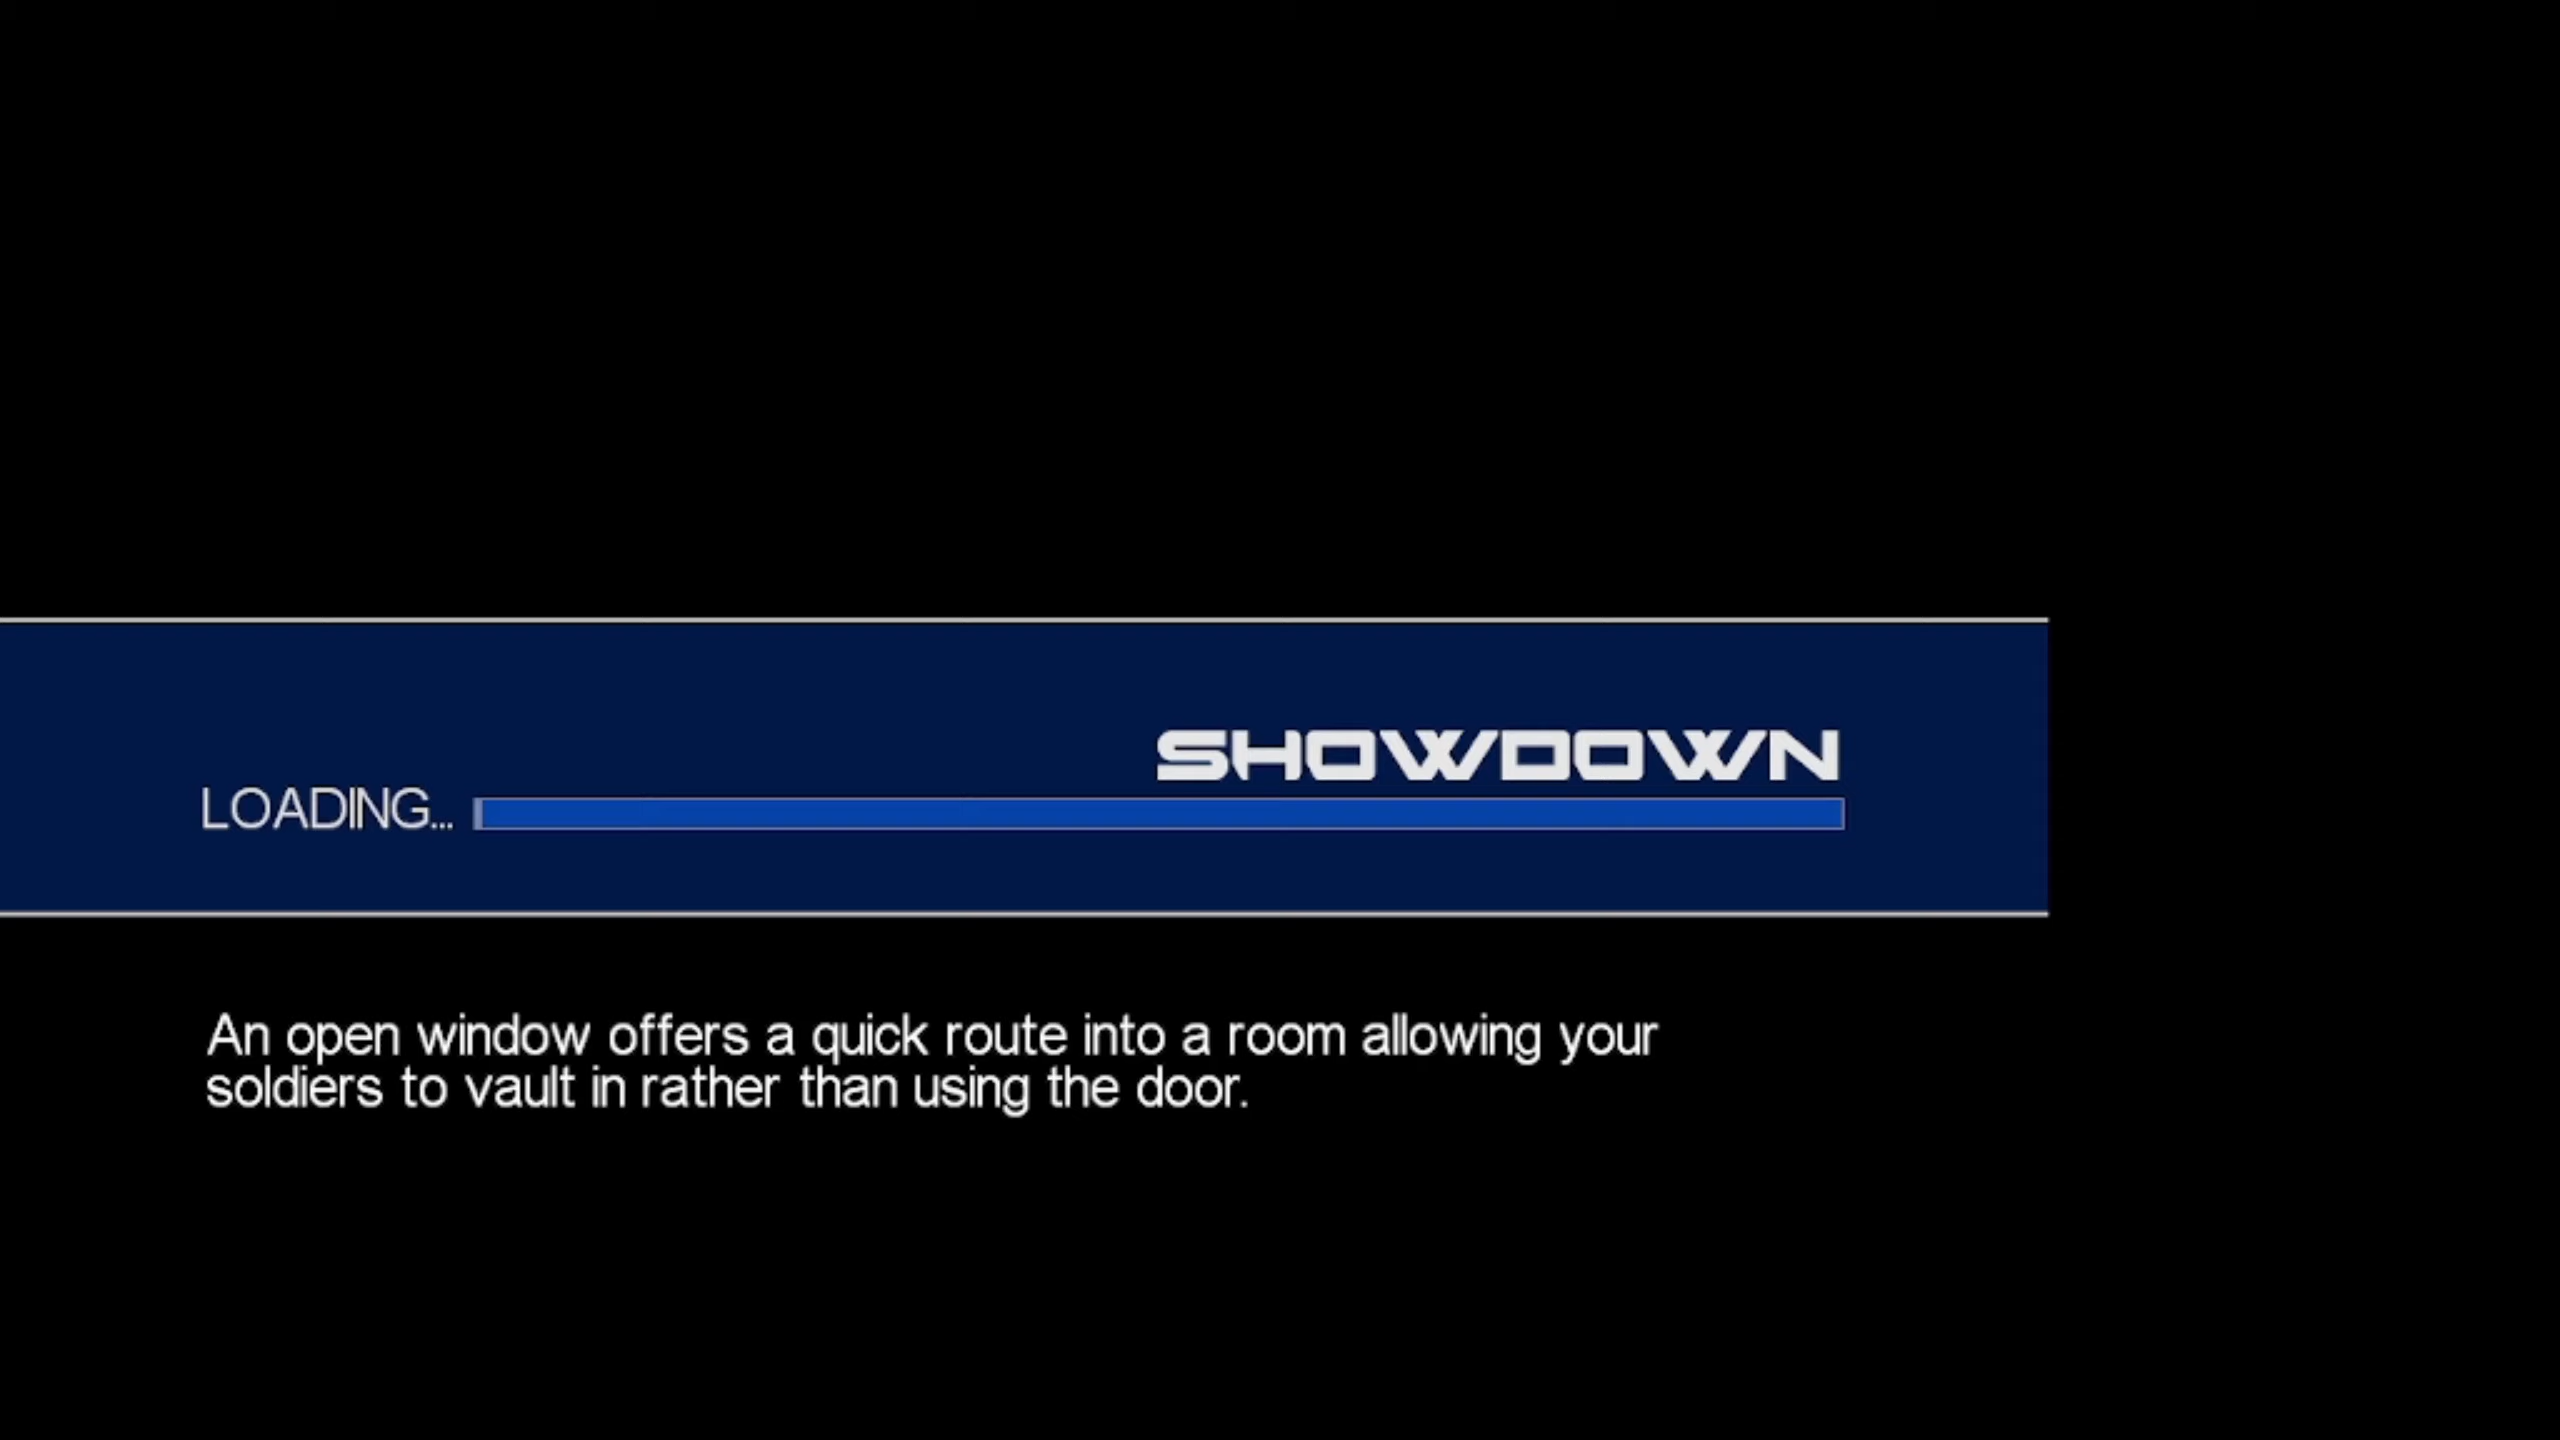 SHOWDOWN
LOADING...
An open window offers a quick route into a room allowing your
soldiers to vault in rather than using the door.